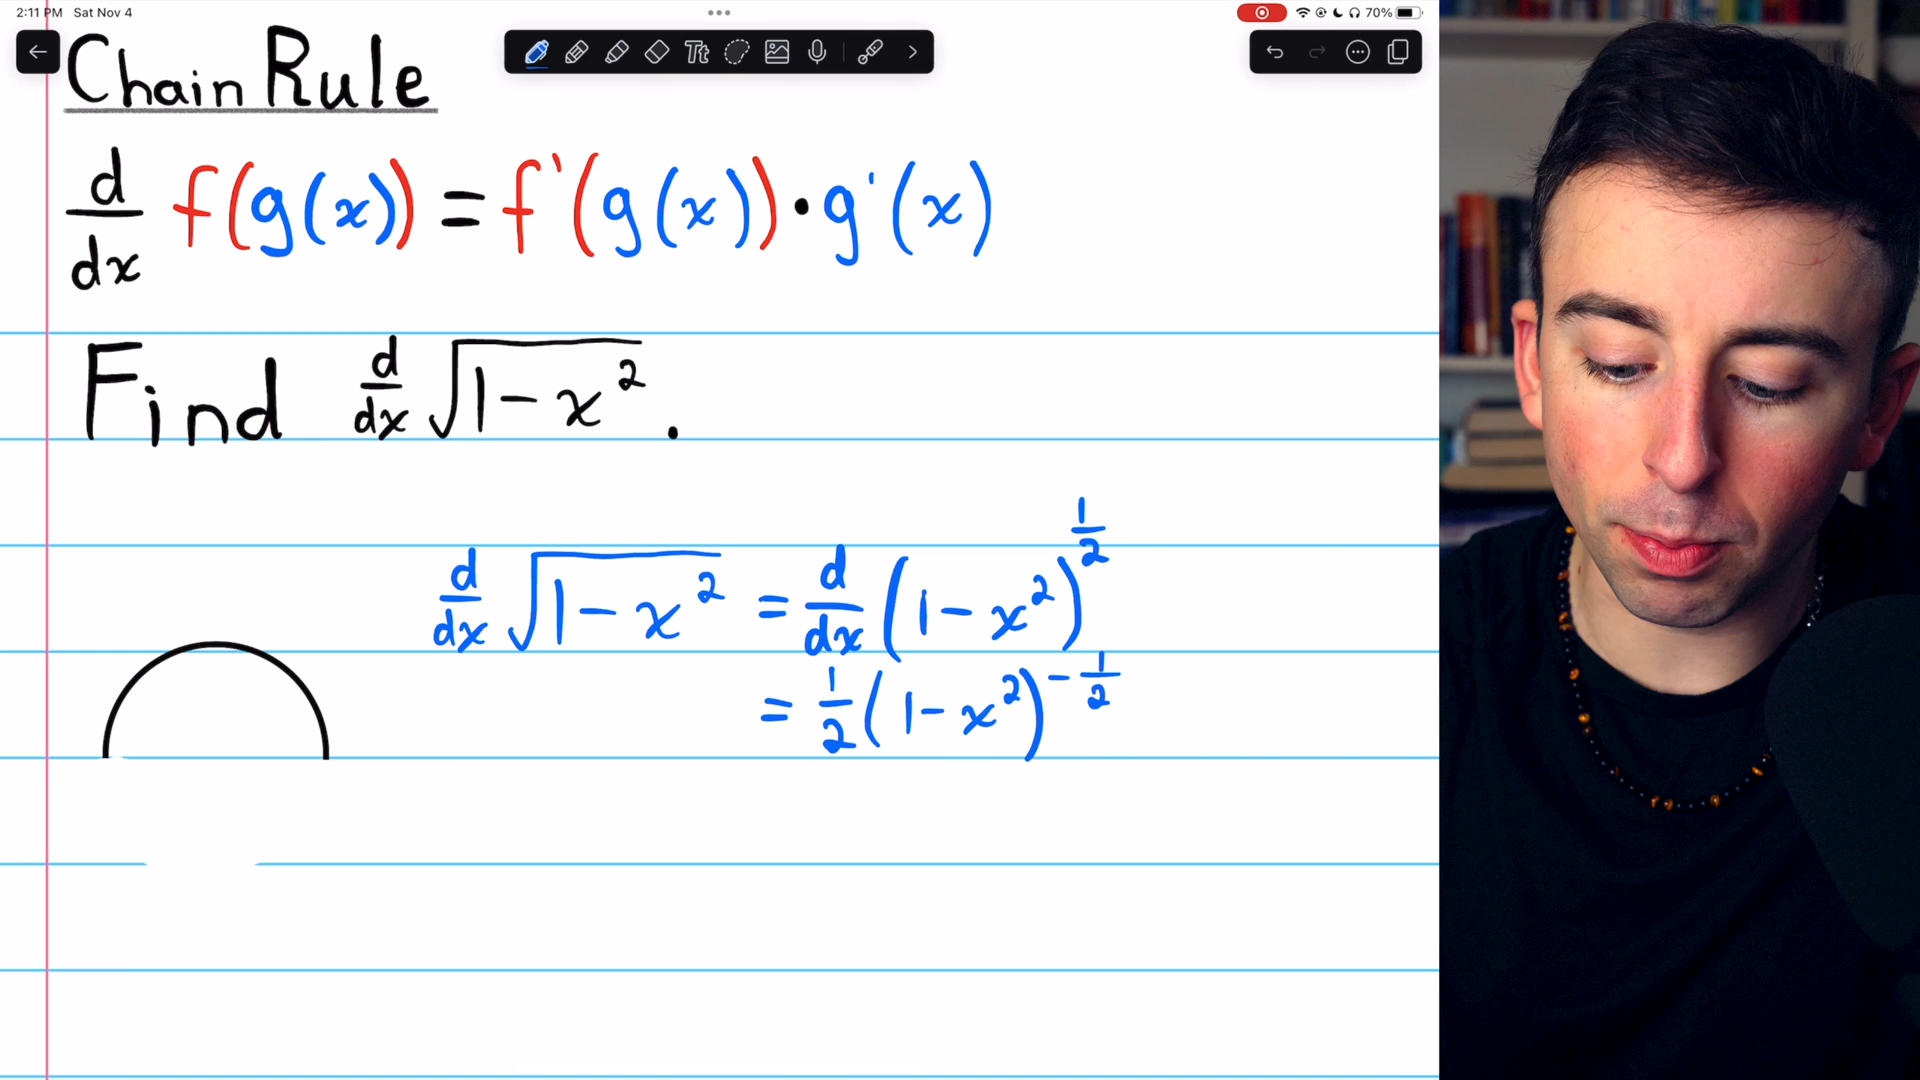 2:11 PM Sat Nov 4
70%
Tt
Chain Rule
d/dx f(g(x)) = f'(g(x)) · g'(x)
Find d/dx √(1-x²).
d/dx √(1-x²) = d/dx (1-x²)^(1/2)
= 1/2 (1-x²)^(-1/2)